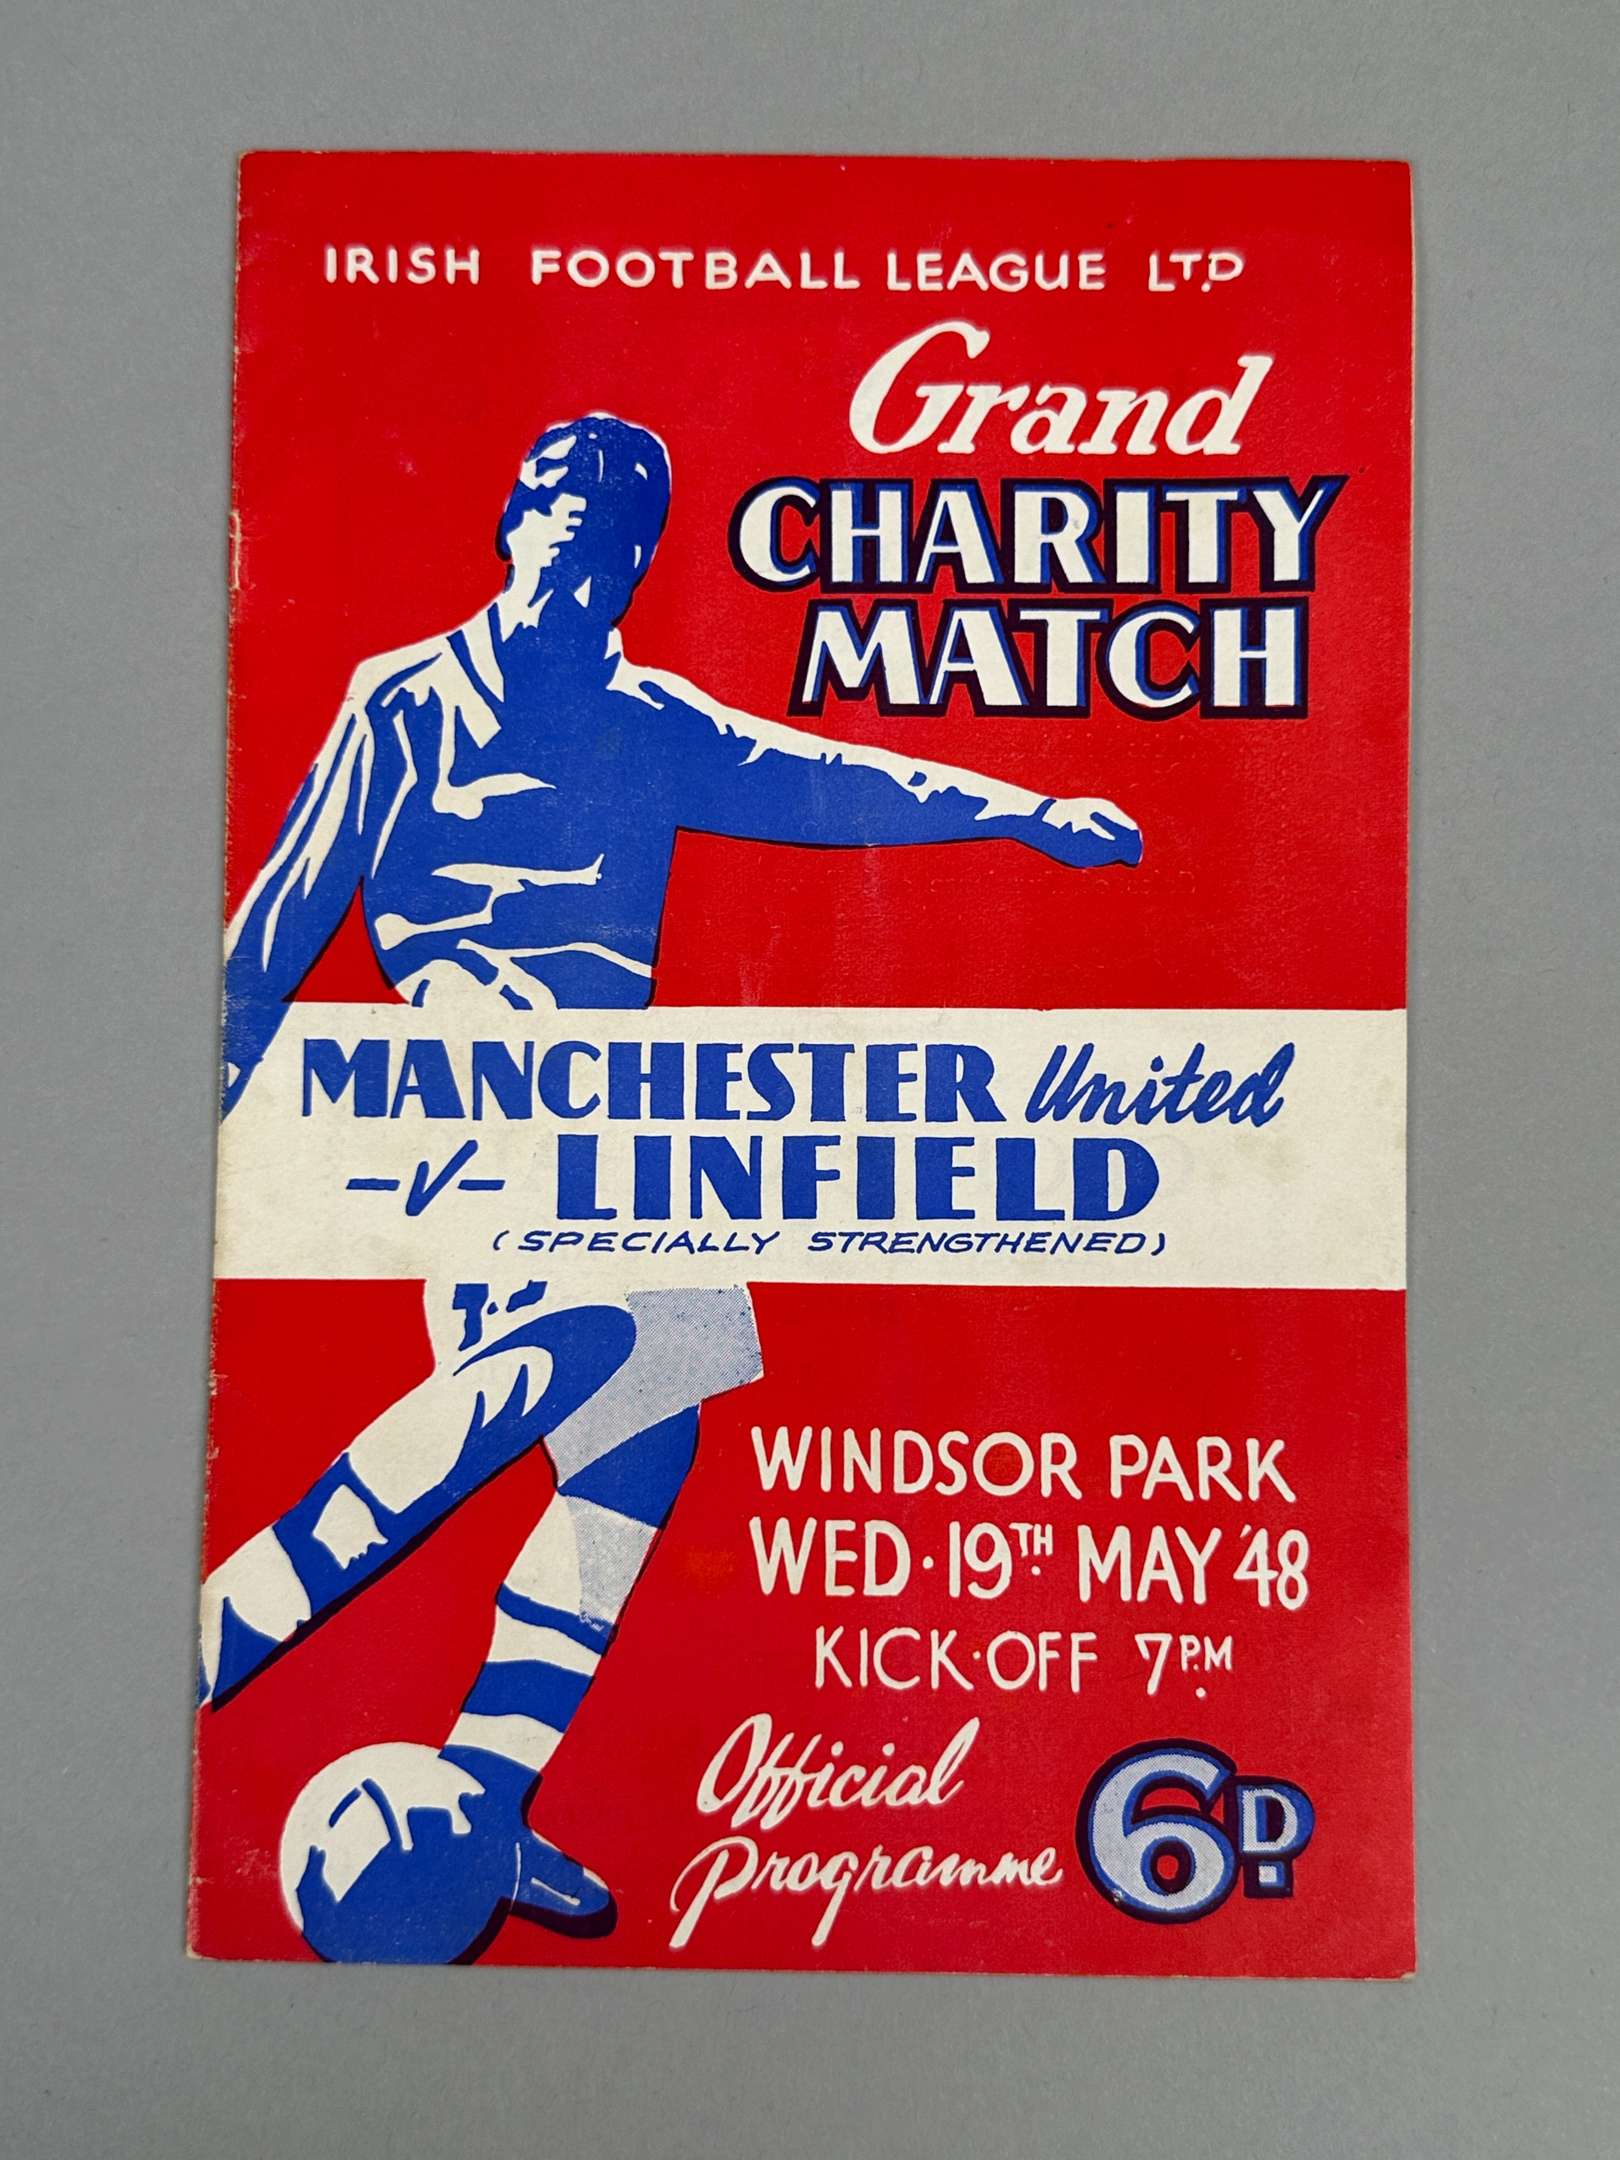 IRISH FOOTBALL LEAGUE LTD
Grand
CHARITY
MATCH
MANCHESTER United
-V- LINFIELD
(SPECIALLY STRENGTHENED)
WINDSOR PARK
WED·19TH MAY '48
KICK·OFF 7P.M.
Official
Programme
6D.